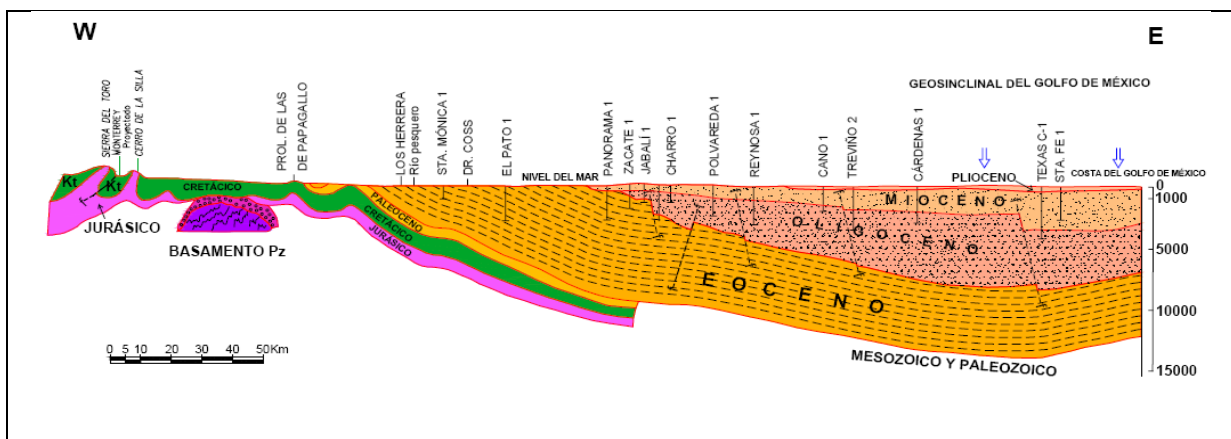 W
E
GEOSINCLINAL DEL GOLFO DE MÉXICO
SIERRA DEL TORO
MONTERREY
Proyectado
CERRO DE LA SILLA
PROL. DE LAS
DE PAPAGALLO
LOS HERRERA
Río pesquero
STA. MÓNICA 1
DR. COSS
EL PATO 1
PANORAMA 1
ZACATE 1
JABALÍ 1
CHARRO 1
POLVAREDA 1
REYNOSA 1
CANO 1
TREVIÑO 2
CÁRDENAS 1
TEXAS C-1
STA. FE 1
NIVEL DEL MAR
PLIOCENO
COSTA DEL GOLFO DE MÉXICO
Kt
Kt
CRETÁCICO
JURÁSICO
BASAMENTO Pz
PALEOCENO
CRETÁCICO
JURÁSICO
MIOCENO
OLIGOCENO
EOCENO
MESOZOICO Y PALEOZOICO
0
1000
5000
10000
15000
0 5 10 20 30 40 50Km